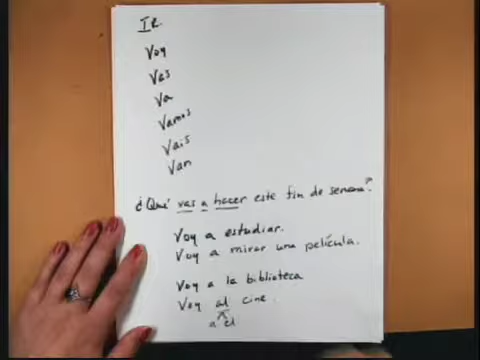 IR
Voy
Vas
Va
Vamos
Vais
Van
¿Qué vas a hacer este fin de semana?
Voy a estudiar.
Voy a mirar una película.
Voy a la biblioteca
Voy al cine.
a el